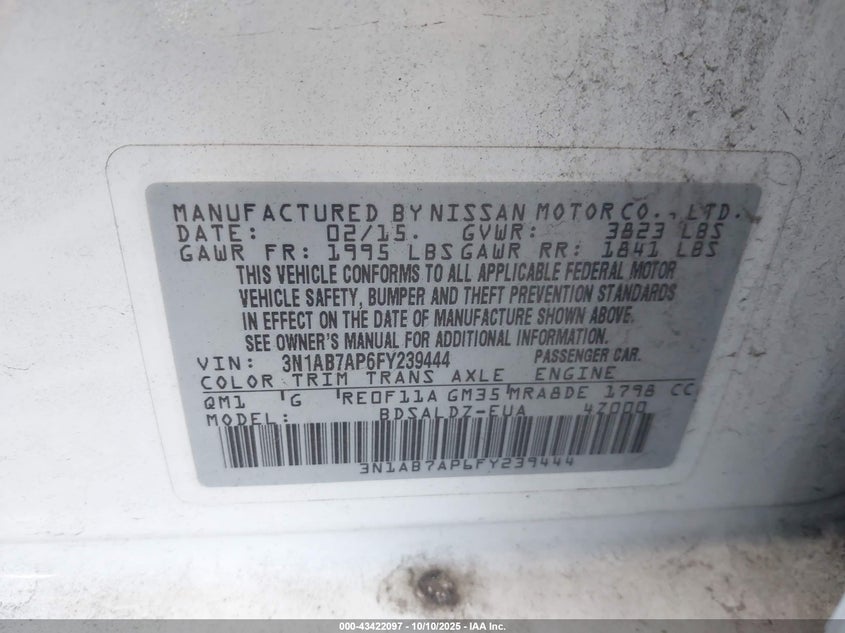 MANUFACTURED BY NISSAN MOTOR CO., LTD.
DATE: 02/15. GVWR: 3823 LBS
GAWR FR: 1995 LBS GAWR RR: 1841 LBS
THIS VEHICLE CONFORMS TO ALL APPLICABLE FEDERAL MOTOR
VEHICLE SAFETY, BUMPER AND THEFT PREVENTION STANDARDS
IN EFFECT ON THE DATE OF MANUFACTURE SHOWN ABOVE.
SEE OWNER'S MANUAL FOR ADDITIONAL INFORMATION.
VIN: 3N1AB7AP6FY239444 PASSENGER CAR.
COLOR TRIM TRANS AXLE ENGINE
QM1 G RE0F11A GM35 MRA8DE 1798 CC
MODEL: BDSALDZ-EUA 4Z000
3N1AB7AP6FY239444
000-43422097 - 10/10/2025 - IAA Inc.